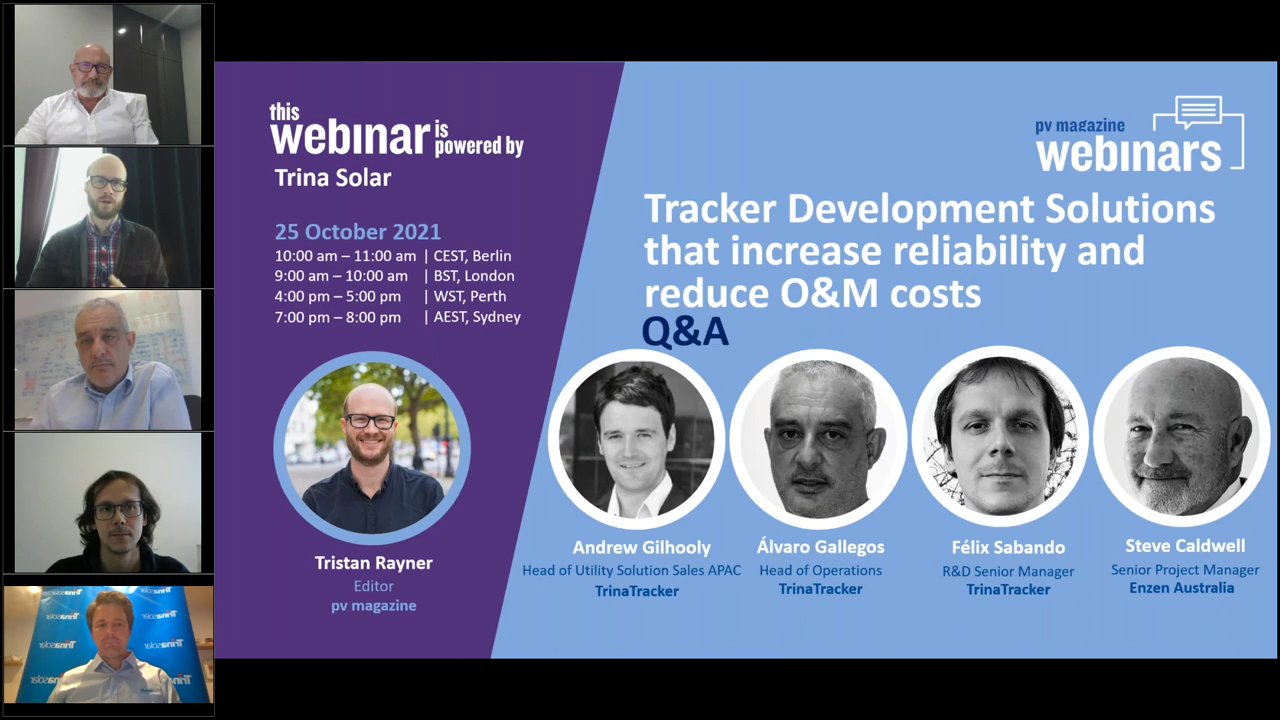 this
webinar is
powered by
Trina Solar
25 October 2021
10:00 am – 11:00 am | CEST, Berlin
9:00 am – 10:00 am | BST, London
4:00 pm – 5:00 pm | WST, Perth
7:00 pm – 8:00 pm | AEST, Sydney
Tristan Rayner
Editor
pv magazine
pv magazine
webinars
Tracker Development Solutions
that increase reliability and
reduce O&M costs
Q&A
Andrew Gilhooly
Head of Utility Solution Sales APAC
TrinaTracker
Álvaro Gallegos
Head of Operations
TrinaTracker
Félix Sabando
R&D Senior Manager
TrinaTracker
Steve Caldwell
Senior Project Manager
Enzen Australia
Trinasolar
Trinasolar
Trinasolar
Trinasolar